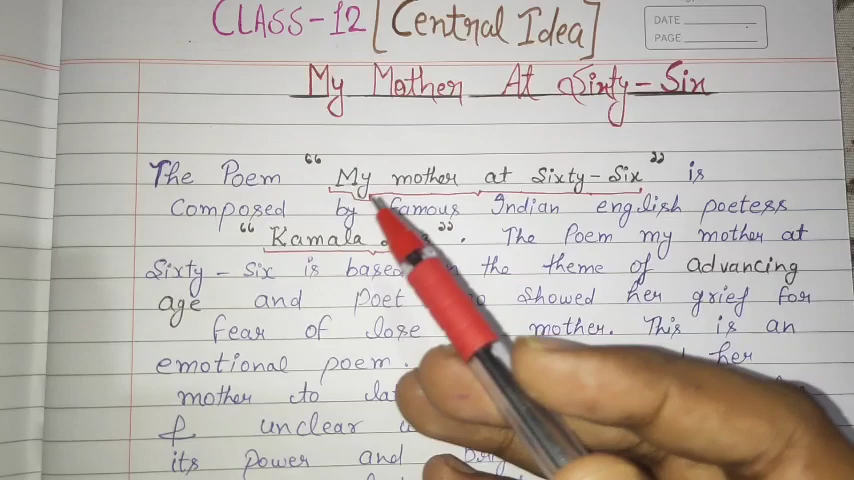 CLASS-12 [Central Idea]
DATE
PAGE
My Mother At Sixty-Six
The Poem “My mother at Sixty-Six” is
Composed by famous Indian english poetess
“Kamala ”. The Poem my mother at
Sixty-Six is based the theme of advancing
age and poet showed her grief for
fear of lose mother. This is an
emotional poem. her
mother to
& unclear
its power and